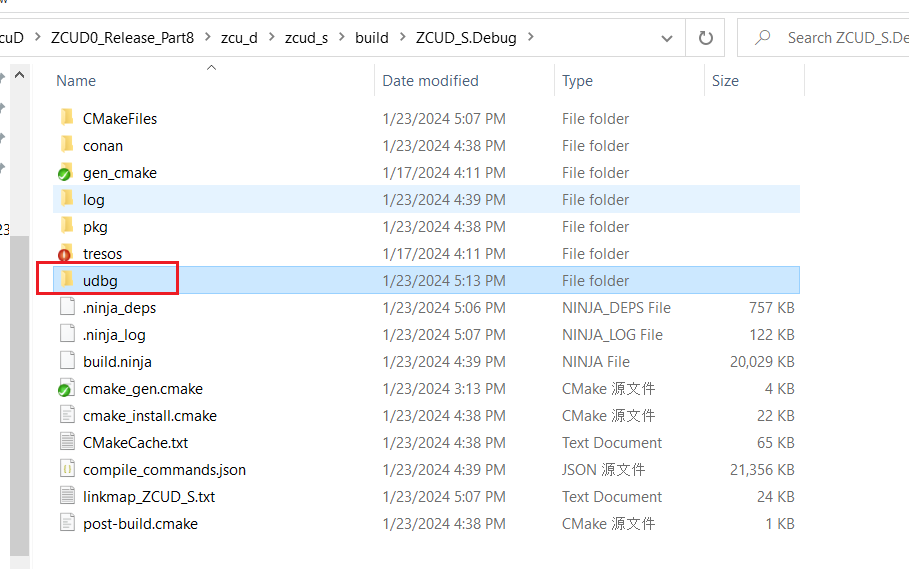 cuD > ZCUD0_Release_Part8 > zcu_d > zcud_s > build > ZCUD_S.Debug > Search ZCUD_S.De
Name Date modified Type Size
CMakeFiles 1/23/2024 5:07 PM File folder
conan 1/23/2024 4:38 PM File folder
gen_cmake 1/17/2024 4:11 PM File folder
log 1/23/2024 4:39 PM File folder
pkg 1/23/2024 4:38 PM File folder
tresos 1/17/2024 4:11 PM File folder
udbg 1/23/2024 5:13 PM File folder
.ninja_deps 1/23/2024 5:06 PM NINJA_DEPS File 757 KB
.ninja_log 1/23/2024 5:07 PM NINJA_LOG File 122 KB
build.ninja 1/23/2024 4:39 PM NINJA File 20,029 KB
cmake_gen.cmake 1/23/2024 3:13 PM CMake 源文件 4 KB
cmake_install.cmake 1/23/2024 4:38 PM CMake 源文件 22 KB
CMakeCache.txt 1/23/2024 4:38 PM Text Document 65 KB
compile_commands.json 1/23/2024 4:39 PM JSON 源文件 21,356 KB
linkmap_ZCUD_S.txt 1/23/2024 5:07 PM Text Document 24 KB
post-build.cmake 1/23/2024 4:38 PM CMake 源文件 1 KB